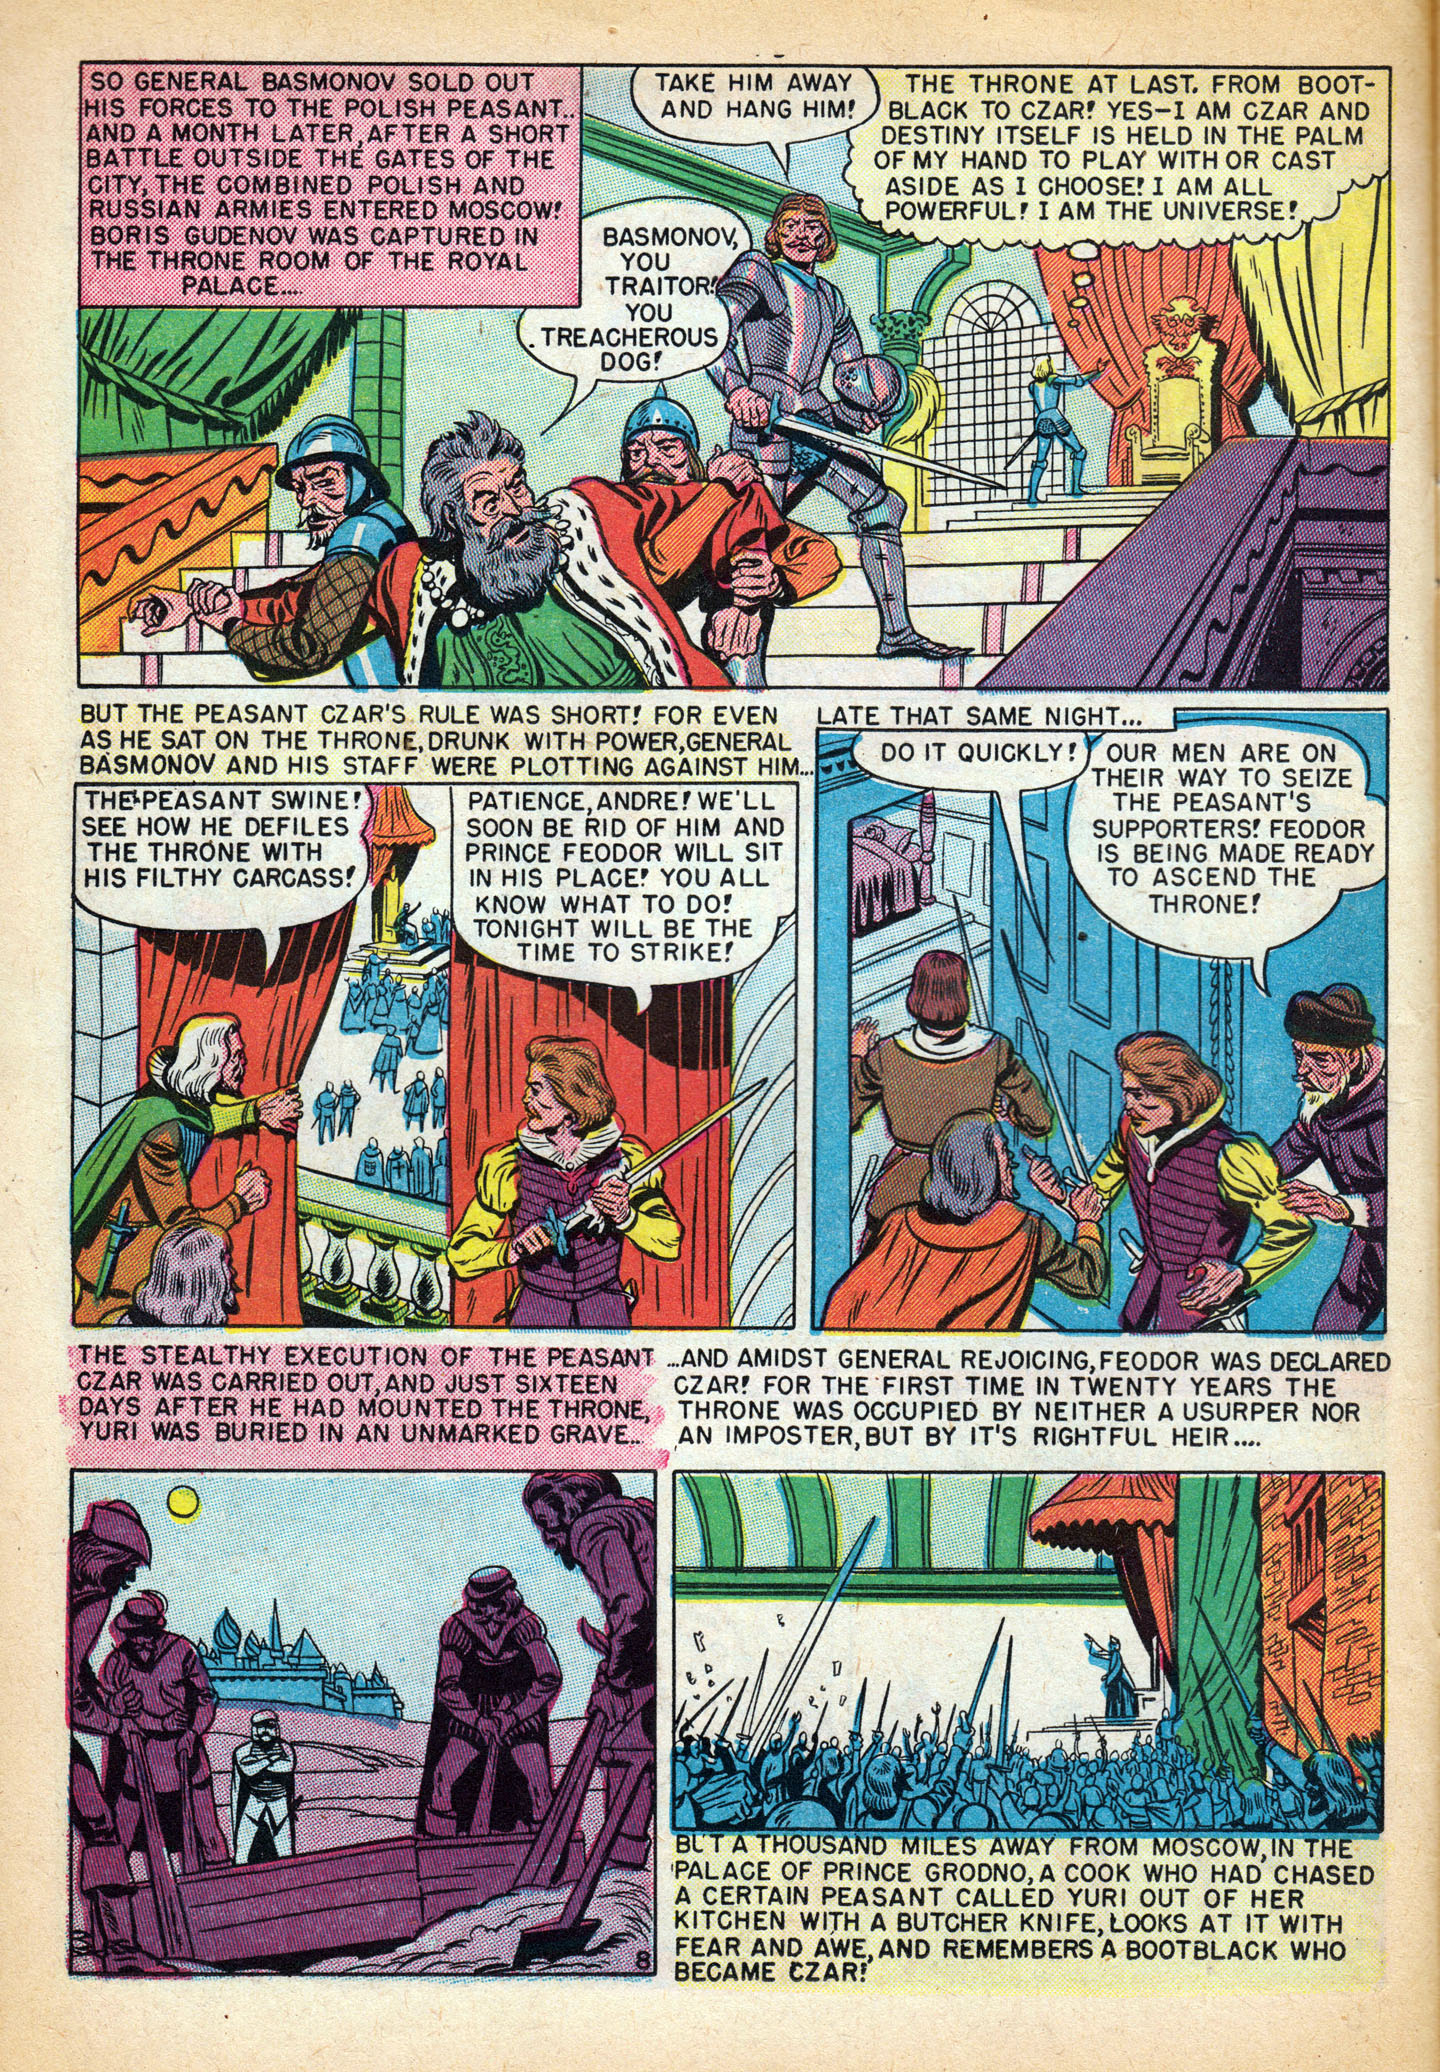 SO GENERAL BASMONOV SOLD OUT
HIS FORCES TO THE POLISH PEASANT..
AND A MONTH LATER, AFTER A SHORT
BATTLE OUTSIDE THE GATES OF THE
CITY, THE COMBINED POLISH AND
RUSSIAN ARMIES ENTERED MOSCOW!
BORIS GUDENOV WAS CAPTURED IN
THE THRONE ROOM OF THE ROYAL
PALACE....
BASMONOV,
YOU
TRAITOR!
YOU
TREACHEROUS
DOG!
TAKE HIM AWAY
AND HANG HIM!
THE THRONE AT LAST. FROM BOOT-
BLACK TO CZAR! YES-I AM CZAR AND
DESTINY ITSELF IS HELD IN THE PALM
OF MY HAND TO PLAY WITH OR CAST
ASIDE AS I CHOOSE! I AM ALL
POWERFUL! I AM THE UNIVERSE!
BUT THE PEASANT CZAR'S RULE WAS SHORT! FOR EVEN
AS HE SAT ON THE THRONE, DRUNK WITH POWER, GENERAL
BASMONOV AND HIS STAFF WERE PLOTTING AGAINST HIM...
THE PEASANT SWINE!
SEE HOW HE DEFILES
THE THRONE WITH
HIS FILTHY CARCASS!
PATIENCE, ANDRE! WE'LL
SOON BE RID OF HIM AND
PRINCE FEODOR WILL SIT
IN HIS PLACE! YOU ALL
KNOW WHAT TO DO!
TONIGHT WILL BE THE
TIME TO STRIKE!
LATE THAT SAME NIGHT...
DO IT QUICKLY!
OUR MEN ARE ON
THEIR WAY TO SEIZE
THE PEASANT'S
SUPPORTERS! FEODOR
IS BEING MADE READY
TO ASCEND THE
THRONE!
THE STEALTHY EXECUTION OF THE PEASANT
CZAR WAS CARRIED OUT, AND JUST SIXTEEN
DAYS AFTER HE HAD MOUNTED THE THRONE,
YURI WAS BURIED IN AN UNMARKED GRAVE...
8
...AND AMIDST GENERAL REJOICING, FEODOR WAS DECLARED
CZAR! FOR THE FIRST TIME IN TWENTY YEARS THE
THRONE WAS OCCUPIED BY NEITHER A USURPER NOR
AN IMPOSTER, BUT BY IT'S RIGHTFUL HEIR....
BUT A THOUSAND MILES AWAY FROM MOSCOW, IN THE
PALACE OF PRINCE GRODNO, A COOK WHO HAD CHASED
A CERTAIN PEASANT CALLED YURI OUT OF HER
KITCHEN WITH A BUTCHER KNIFE, LOOKS AT IT WITH
FEAR AND AWE, AND REMEMBERS A BOOTBLACK WHO
BECAME CZAR!